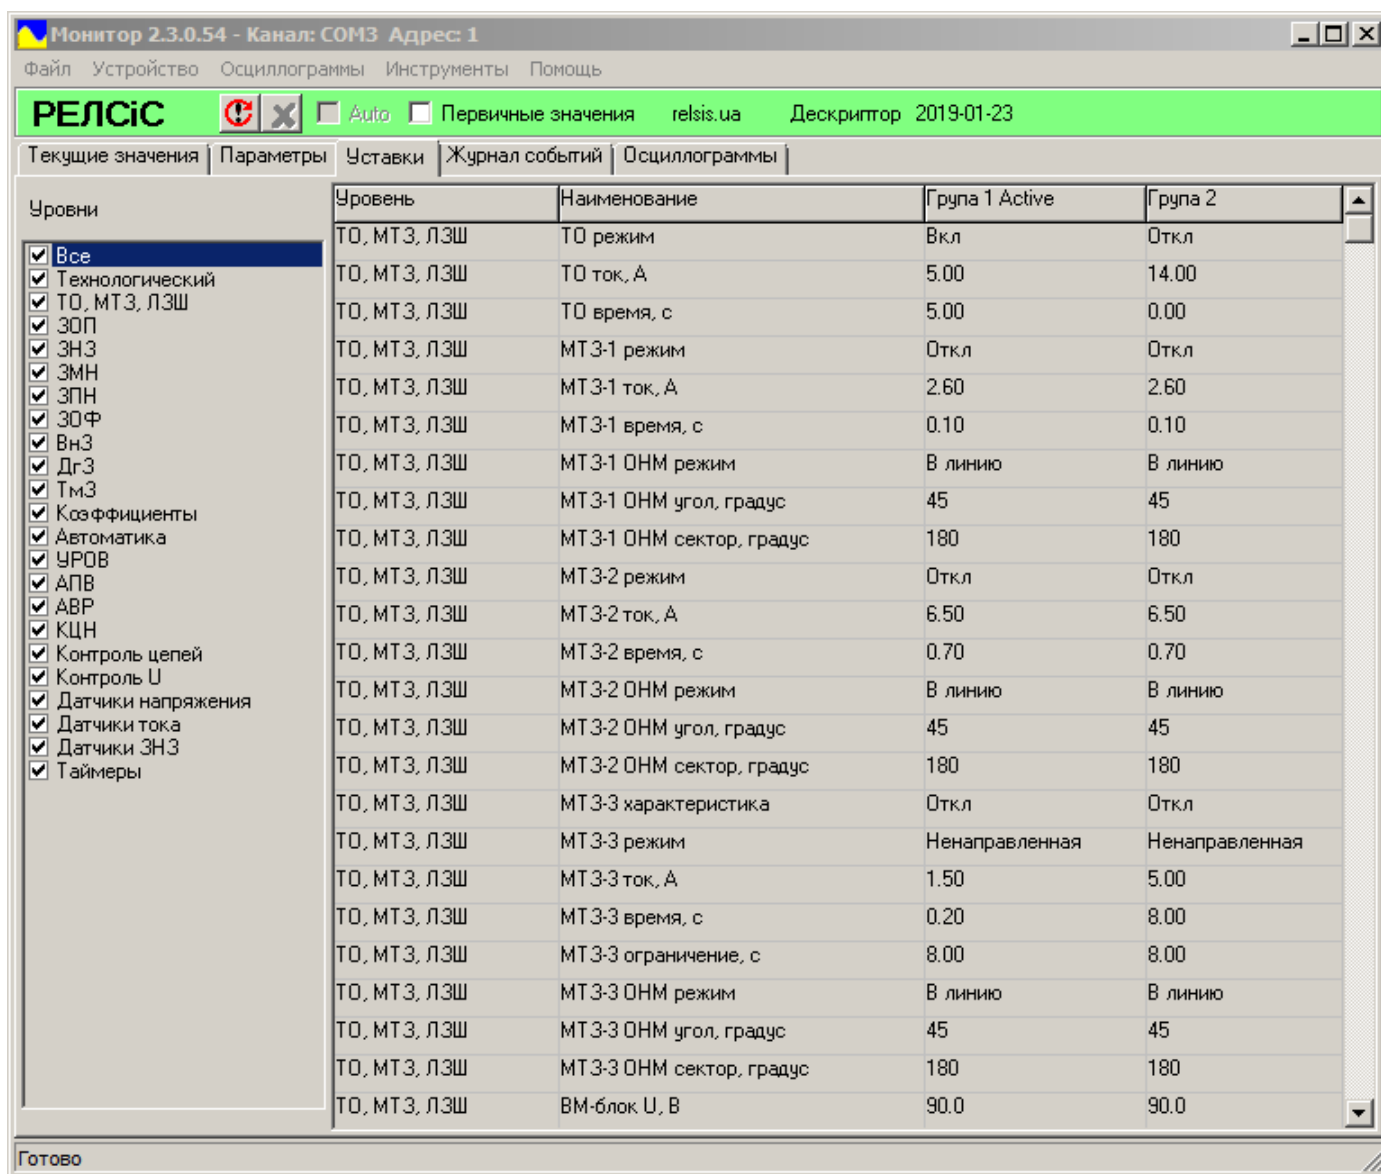 Монитор 2.3.0.54 - Канал: COM3 Адрес: 1
Файл Устройство Осциллограммы Инструменты Помощь
РЕЛСіС Auto Первичные значения relsis.ua Дескриптор 2019-01-23
Текущие значения Параметры Уставки Журнал событий Осциллограммы
Уровни
Все
Технологический
ТО, МТЗ, ЛЗШ
ЗОП
ЗНЗ
ЗМН
ЗПН
ЗОФ
ВнЗ
ДгЗ
ТмЗ
Коэффициенты
Автоматика
УРОВ
АПВ
АВР
КЦН
Контроль цепей
Контроль U
Датчики напряжения
Датчики тока
Датчики ЗНЗ
Таймеры
Уровень Наименование Група 1 Active Група 2
ТО, МТЗ, ЛЗШ ТО режим Вкл Откл
ТО, МТЗ, ЛЗШ ТО ток, А 5.00 14.00
ТО, МТЗ, ЛЗШ ТО время, с 5.00 0.00
ТО, МТЗ, ЛЗШ МТЗ-1 режим Откл Откл
ТО, МТЗ, ЛЗШ МТЗ-1 ток, А 2.60 2.60
ТО, МТЗ, ЛЗШ МТЗ-1 время, с 0.10 0.10
ТО, МТЗ, ЛЗШ МТЗ-1 ОНМ режим В линию В линию
ТО, МТЗ, ЛЗШ МТЗ-1 ОНМ угол, градус 45 45
ТО, МТЗ, ЛЗШ МТЗ-1 ОНМ сектор, градус 180 180
ТО, МТЗ, ЛЗШ МТЗ-2 режим Откл Откл
ТО, МТЗ, ЛЗШ МТЗ-2 ток, А 6.50 6.50
ТО, МТЗ, ЛЗШ МТЗ-2 время, с 0.70 0.70
ТО, МТЗ, ЛЗШ МТЗ-2 ОНМ режим В линию В линию
ТО, МТЗ, ЛЗШ МТЗ-2 ОНМ угол, градус 45 45
ТО, МТЗ, ЛЗШ МТЗ-2 ОНМ сектор, градус 180 180
ТО, МТЗ, ЛЗШ МТЗ-3 характеристика Откл Откл
ТО, МТЗ, ЛЗШ МТЗ-3 режим Ненаправленная Ненаправленная
ТО, МТЗ, ЛЗШ МТЗ-3 ток, А 1.50 5.00
ТО, МТЗ, ЛЗШ МТЗ-3 время, с 0.20 8.00
ТО, МТЗ, ЛЗШ МТЗ-3 ограничение, с 8.00 8.00
ТО, МТЗ, ЛЗШ МТЗ-3 ОНМ режим В линию В линию
ТО, МТЗ, ЛЗШ МТЗ-3 ОНМ угол, градус 45 45
ТО, МТЗ, ЛЗШ МТЗ-3 ОНМ сектор, градус 180 180
ТО, МТЗ, ЛЗШ ВМ-блок U, В 90.0 90.0
Готово